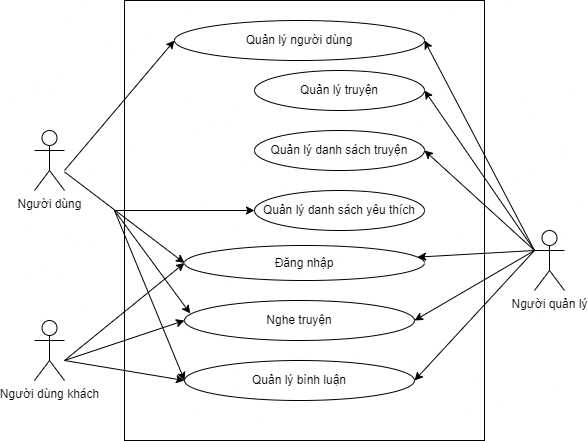 Quản lý người dùng
Quản lý truyện
Quản lý danh sách truyện
Người dùng
Quản lý danh sách yêu thích
Đăng nhập
Người quản lý
Nghe truyện
Quản lý bình luận
Người dùng khách